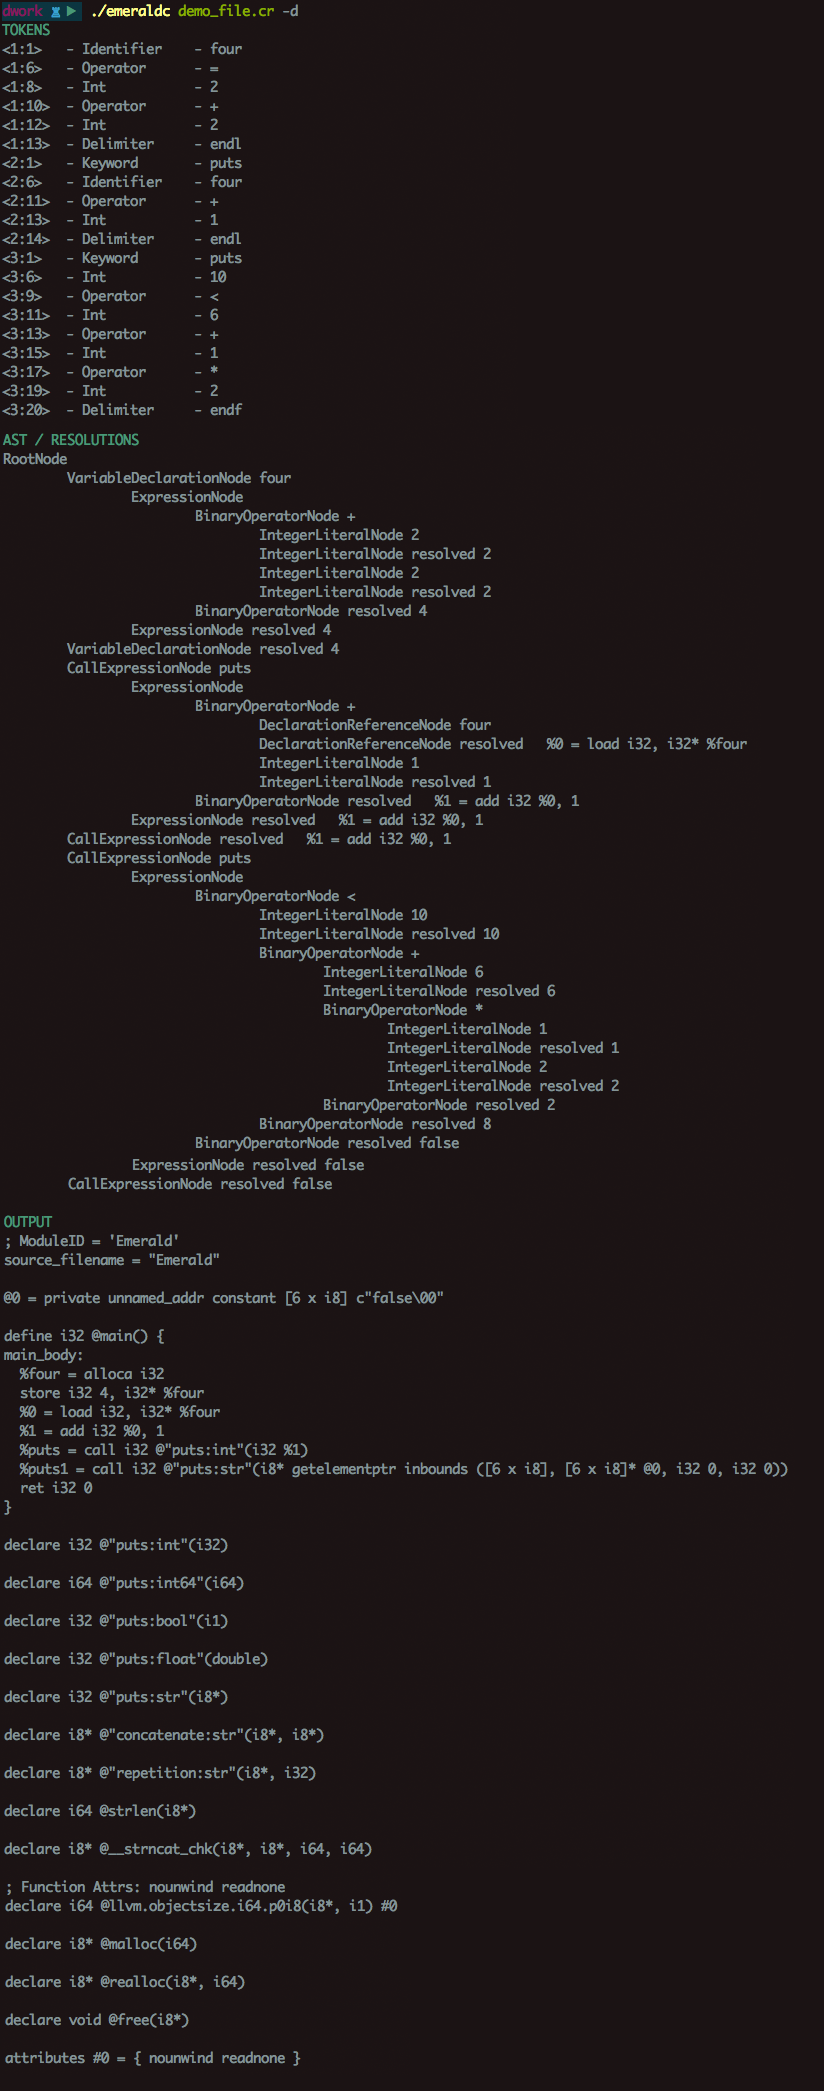 dwork ./emeraldc demo_file.cr -d
TOKENS
<1:1>   - Identifier    - four
<1:6>   - Operator      - =
<1:8>   - Int           - 2
<1:10>  - Operator      - +
<1:12>  - Int           - 2
<1:13>  - Delimiter     - endl
<2:1>   - Keyword       - puts
<2:6>   - Identifier    - four
<2:11>  - Operator      - +
<2:13>  - Int           - 1
<2:14>  - Delimiter     - endl
<3:1>   - Keyword       - puts
<3:6>   - Int           - 10
<3:9>   - Operator      - <
<3:11>  - Int           - 6
<3:13>  - Operator      - +
<3:15>  - Int           - 1
<3:17>  - Operator      - *
<3:19>  - Int           - 2
<3:20>  - Delimiter     - endf
AST / RESOLUTIONS
RootNode
        VariableDeclarationNode four
                ExpressionNode
                        BinaryOperatorNode +
                                IntegerLiteralNode 2
                                IntegerLiteralNode resolved 2
                                IntegerLiteralNode 2
                                IntegerLiteralNode resolved 2
                        BinaryOperatorNode resolved 4
                ExpressionNode resolved 4
        VariableDeclarationNode resolved 4
        CallExpressionNode puts
                ExpressionNode
                        BinaryOperatorNode +
                                DeclarationReferenceNode four
                                DeclarationReferenceNode resolved   %0 = load i32, i32* %four
                                IntegerLiteralNode 1
                                IntegerLiteralNode resolved 1
                        BinaryOperatorNode resolved   %1 = add i32 %0, 1
                ExpressionNode resolved   %1 = add i32 %0, 1
        CallExpressionNode resolved   %1 = add i32 %0, 1
        CallExpressionNode puts
                ExpressionNode
                        BinaryOperatorNode <
                                IntegerLiteralNode 10
                                IntegerLiteralNode resolved 10
                                BinaryOperatorNode +
                                        IntegerLiteralNode 6
                                        IntegerLiteralNode resolved 6
                                        BinaryOperatorNode *
                                                IntegerLiteralNode 1
                                                IntegerLiteralNode resolved 1
                                                IntegerLiteralNode 2
                                                IntegerLiteralNode resolved 2
                                        BinaryOperatorNode resolved 2
                                BinaryOperatorNode resolved 8
                        BinaryOperatorNode resolved false
                ExpressionNode resolved false
        CallExpressionNode resolved false
OUTPUT
; ModuleID = 'Emerald'
source_filename = "Emerald"
@0 = private unnamed_addr constant [6 x i8] c"false\00"
define i32 @main() {
main_body:
  %four = alloca i32
  store i32 4, i32* %four
  %0 = load i32, i32* %four
  %1 = add i32 %0, 1
  %puts = call i32 @"puts:int"(i32 %1)
  %puts1 = call i32 @"puts:str"(i8* getelementptr inbounds ([6 x i8], [6 x i8]* @0, i32 0, i32 0))
  ret i32 0
}
declare i32 @"puts:int"(i32)
declare i64 @"puts:int64"(i64)
declare i32 @"puts:bool"(i1)
declare i32 @"puts:float"(double)
declare i32 @"puts:str"(i8*)
declare i8* @"concatenate:str"(i8*, i8*)
declare i8* @"repetition:str"(i8*, i32)
declare i64 @strlen(i8*)
declare i8* @__strncat_chk(i8*, i8*, i64, i64)
; Function Attrs: nounwind readnone
declare i64 @llvm.objectsize.i64.p0i8(i8*, i1) #0
declare i8* @malloc(i64)
declare i8* @realloc(i8*, i64)
declare void @free(i8*)
attributes #0 = { nounwind readnone }